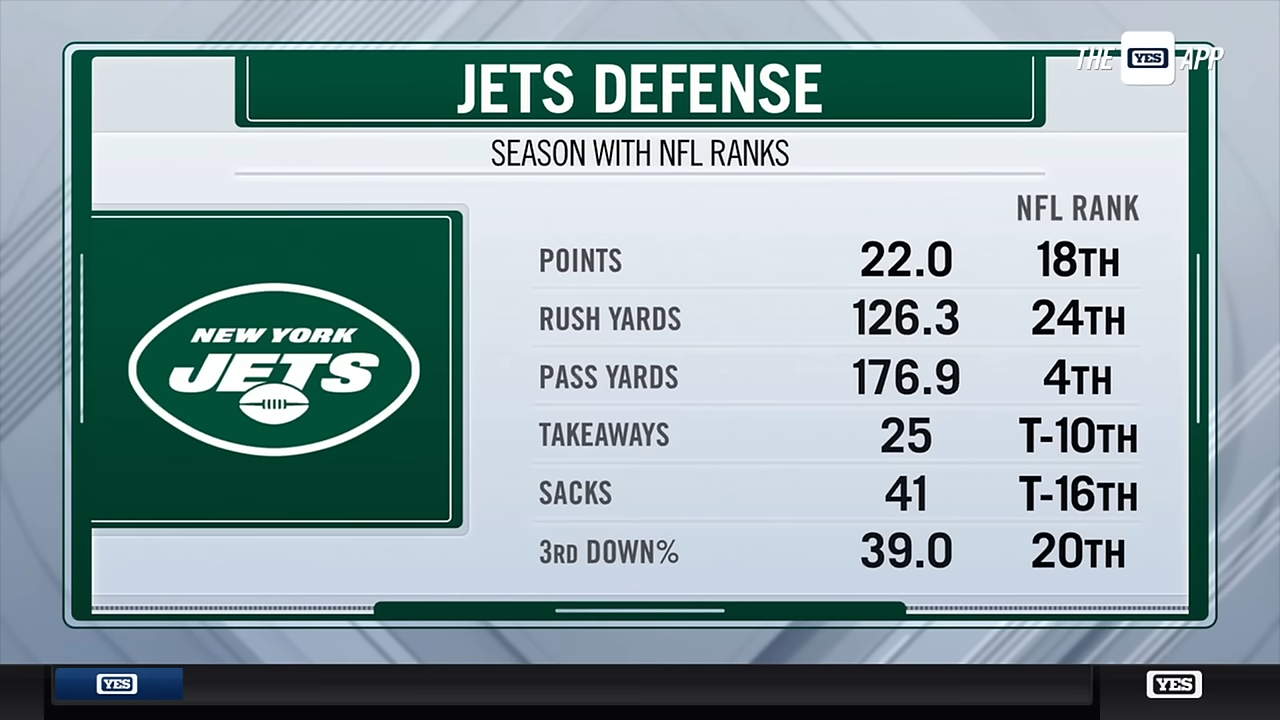 THE YES APP
JETS DEFENSE
SEASON WITH NFL RANKS
NFL RANK
NEW YORK
JETS
POINTS 22.0 18TH
RUSH YARDS 126.3 24TH
PASS YARDS 176.9 4TH
TAKEAWAYS 25 T-10TH
SACKS 41 T-16TH
3RD DOWN% 39.0 20TH
YES YES